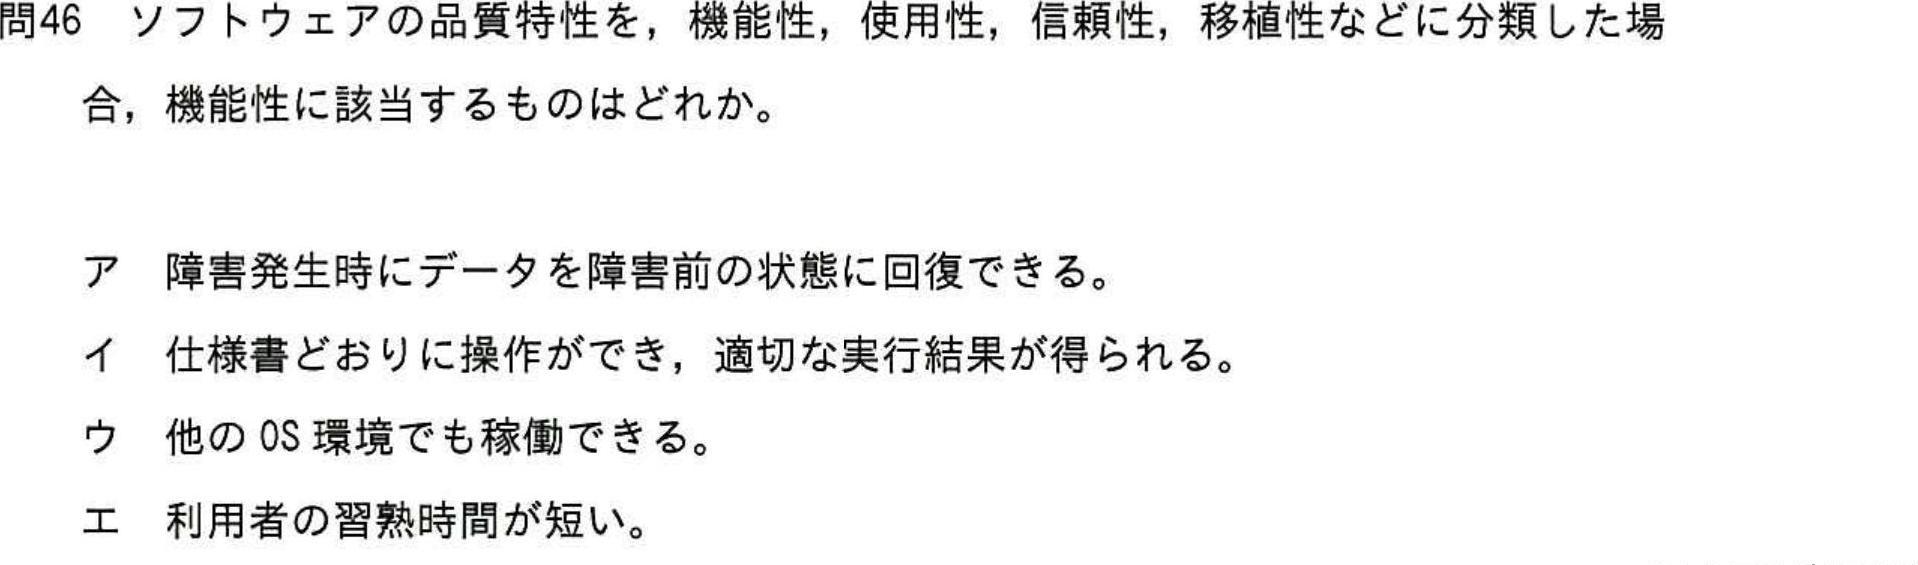 問46　ソフトウェアの品質特性を，機能性，使用性，信頼性，移植性などに分類した場
合，機能性に該当するものはどれか。
ア　障害発生時にデータを障害前の状態に回復できる。
イ　仕様書どおりに操作ができ，適切な実行結果が得られる。
ウ　他の OS 環境でも稼働できる。
エ　利用者の習熟時間が短い。